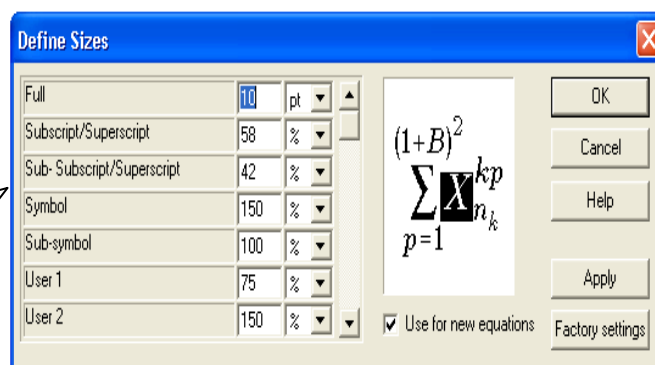 Define Sizes
Full 10 pt
Subscript/Superscript 58 %
Sub- Subscript/Superscript 42 %
Symbol 150 %
Sub-symbol 100 %
User 1 75 %
User 2 150 %
(1+B)²
∑ X kp
n k
p=1
Use for new equations
OK
Cancel
Help
Apply
Factory settings